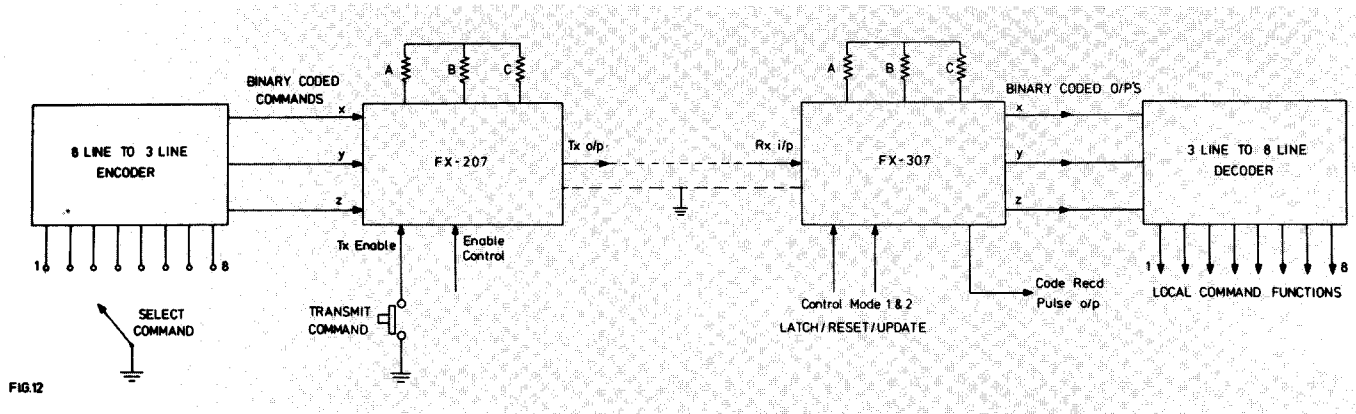 A B C
BINARY CODED
COMMANDS
x
y
z
8 LINE TO 3 LINE
ENCODER
1 8
SELECT
COMMAND
FX-207
Tx o/p
Tx Enable
Enable
Control
TRANSMIT
COMMAND
A B C
Rx i/p
FX-307
Control Mode 1 & 2
LATCH/RESET/UPDATE
Code Recd
Pulse o/p
BINARY CODED O/P'S
x
y
z
3 LINE TO 8 LINE
DECODER
1 8
LOCAL COMMAND FUNCTIONS
FIG.12